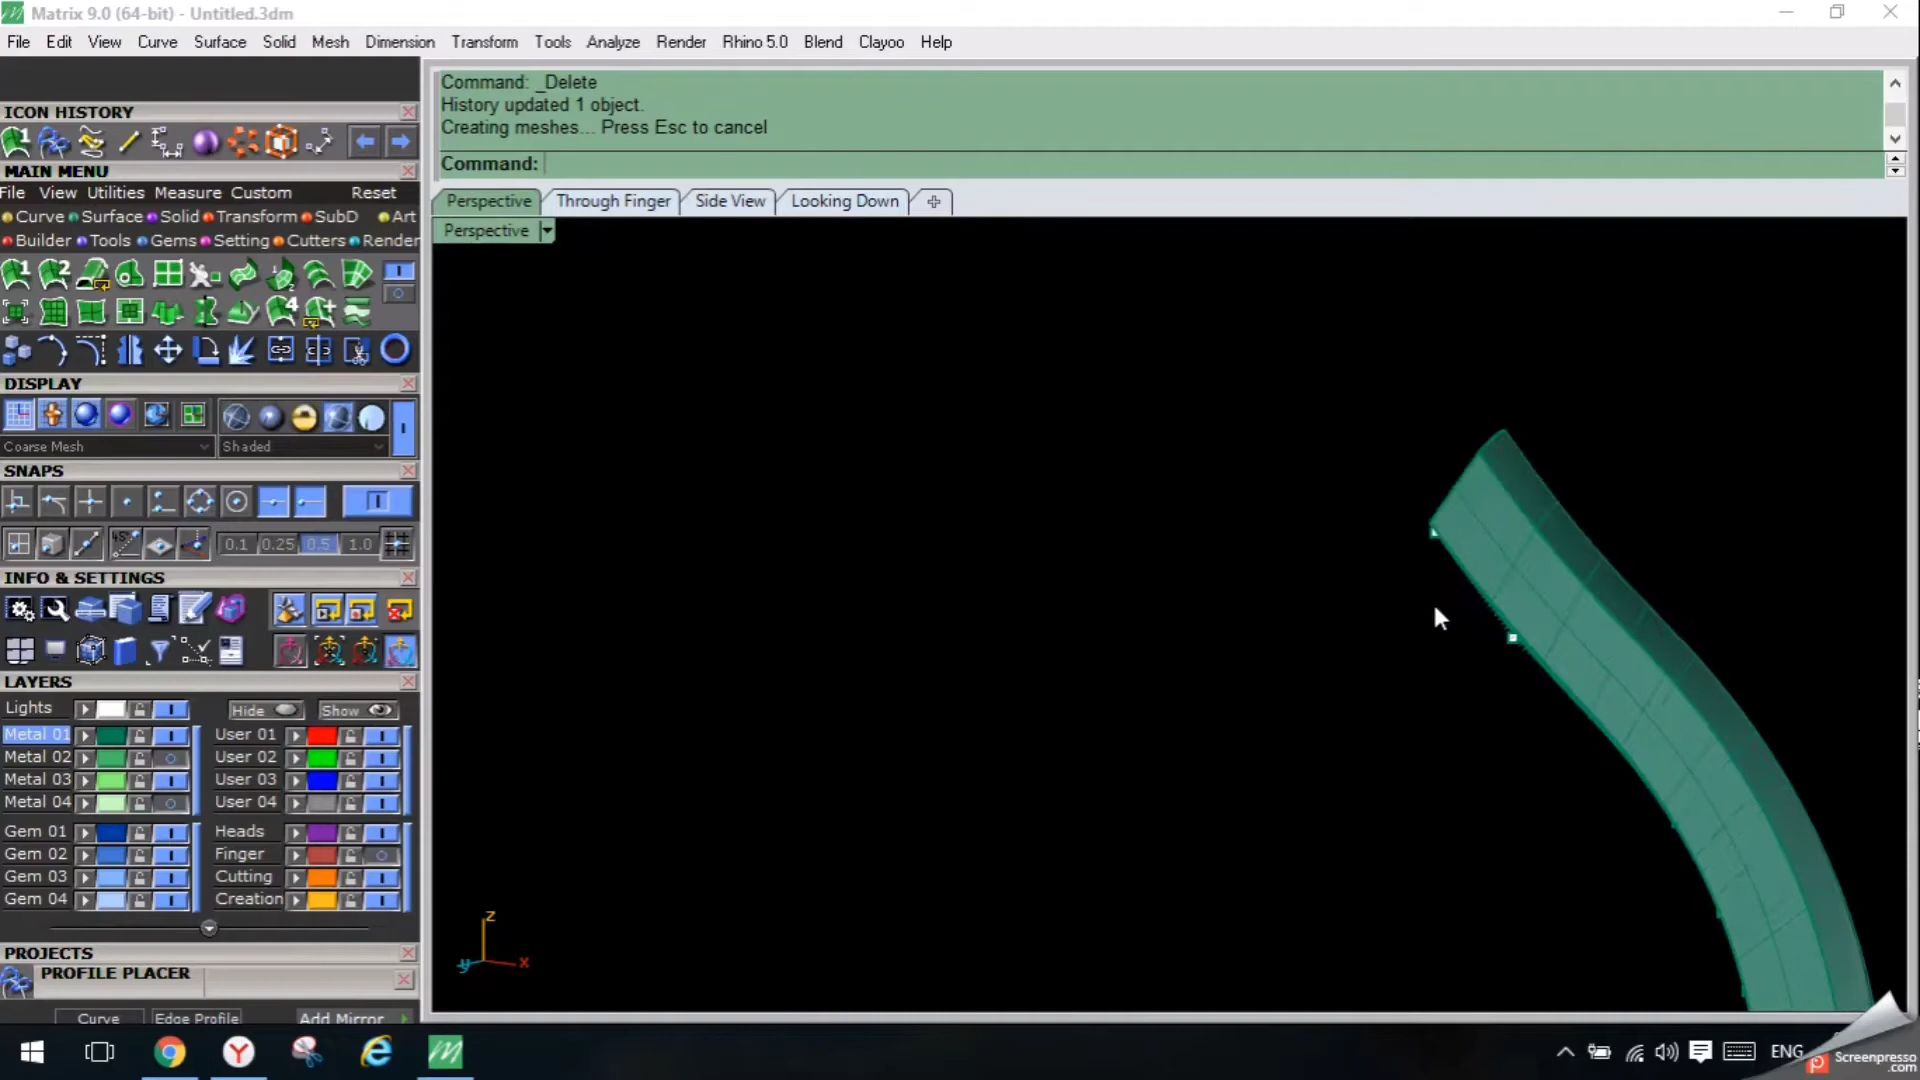 Matrix 9.0 (64-bit) - Untitled.3dm
File Edit View Curve Surface Solid Mesh Dimension Transform Tools Analyze Render Rhino 5.0 Blend Clayoo Help
Command: _Delete
History updated 1 object.
Creating meshes... Press Esc to cancel
Command:
Perspective Through Finger Side View Looking Down
Perspective
ICON HISTORY
MAIN MENU
File View Utilities Measure Custom Reset
Curve Surface Solid Transform SubD Art
Builder Tools Gems Setting Cutters Render
1 2
4
DISPLAY
Coarse Mesh Shaded
SNAPS
45° 0.1 0.25 0.5 1.0
INFO & SETTINGS
LAYERS
Lights Hide Show
Metal 01 User 01
Metal 02 User 02
Metal 03 User 03
Metal 04 User 04
Gem 01 Heads
Gem 02 Finger
Gem 03 Cutting
Gem 04 Creation
PROJECTS
PROFILE PLACER
Curve Edge Profile Add Mirror
z
y x
ENG
Screenpresso
.com